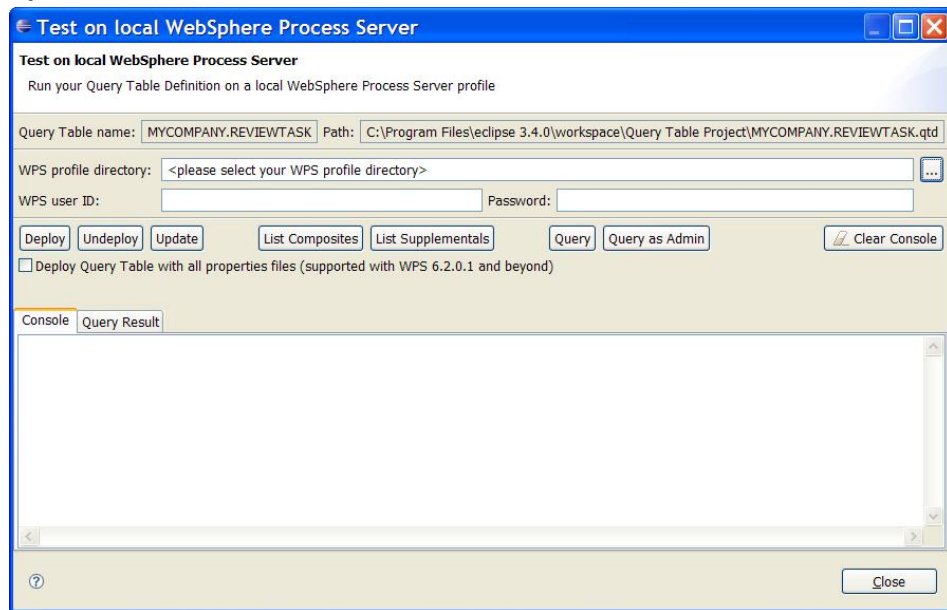 Test on local WebSphere Process Server
Test on local WebSphere Process Server
Run your Query Table Definition on a local WebSphere Process Server profile
Query Table name: MYCOMPANY.REVIEWTASK Path: C:\Program Files\eclipse 3.4.0\workspace\Query Table Project\MYCOMPANY.REVIEWTASK.qtd
WPS profile directory: <please select your WPS profile directory> ...
WPS user ID: Password:
Deploy Undeploy Update List Composites List Supplementals Query Query as Admin Clear Console
Deploy Query Table with all properties files (supported with WPS 6.2.0.1 and beyond)
Console Query Result
? Close